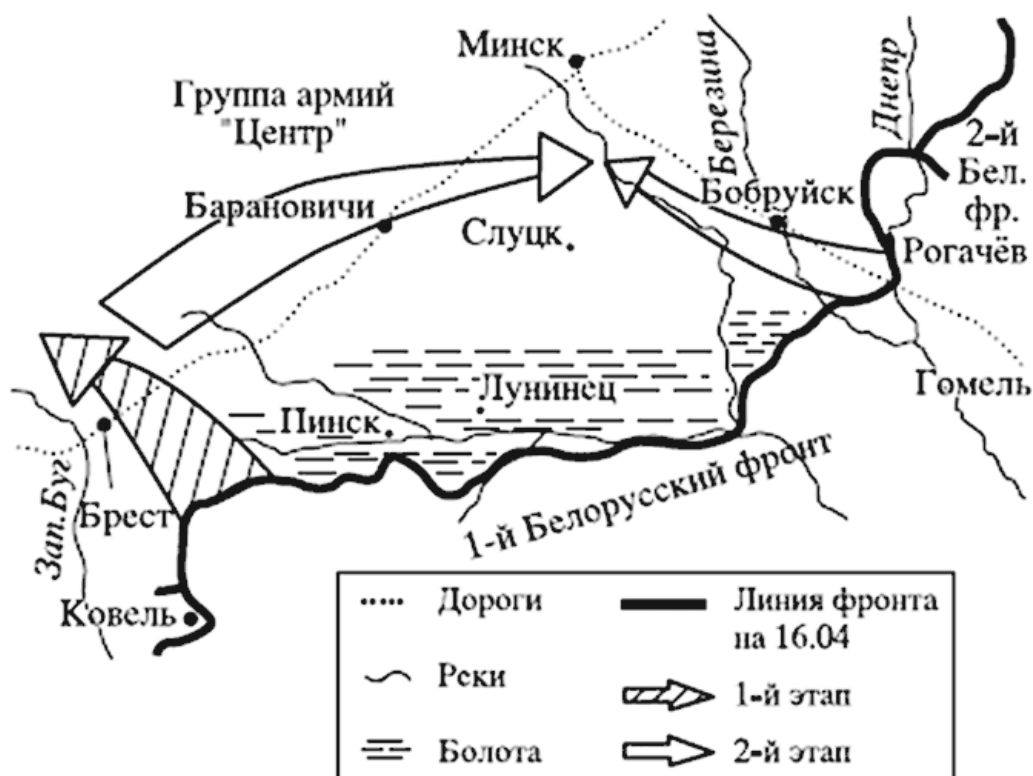 Минск
Группа армий
"Центр"
Березина
Днепр
2-й
Бел.
фр.
Барановичи
Бобруйск
Слуцк
Рогачёв
Лунинец
Гомель
Пинск
1-й Белорусский фронт
Зап.Буг
Брест
Ковель
Дороги
Линия фронта
на 16.04
Реки
1-й этап
Болота
2-й этап